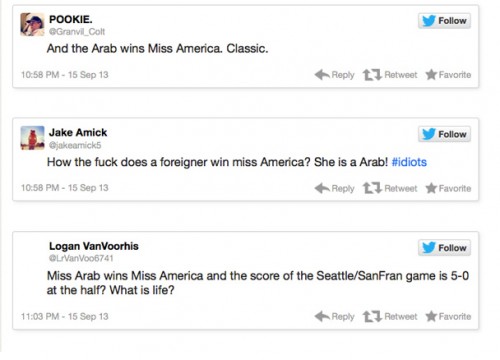 POOKIE.
@Granvil_Colt
Follow
And the Arab wins Miss America. Classic.
10:58 PM - 15 Sep 13
Reply Retweet Favorite
Jake Amick
@jakeamick5
Follow
How the fuck does a foreigner win miss America? She is a Arab! #idiots
10:58 PM - 15 Sep 13
Reply Retweet Favorite
Logan VanVoorhis
@LrVanVoo6741
Follow
Miss Arab wins Miss America and the score of the Seattle/SanFran game is 5-0
at the half? What is life?
11:03 PM - 15 Sep 13
Reply Retweet Favorite